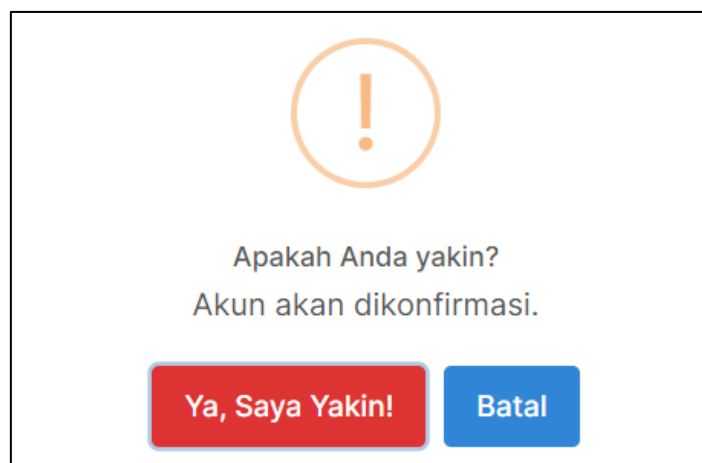 Apakah Anda yakin?
Akun akan dikonfirmasi.
Ya, Saya Yakin!
Batal